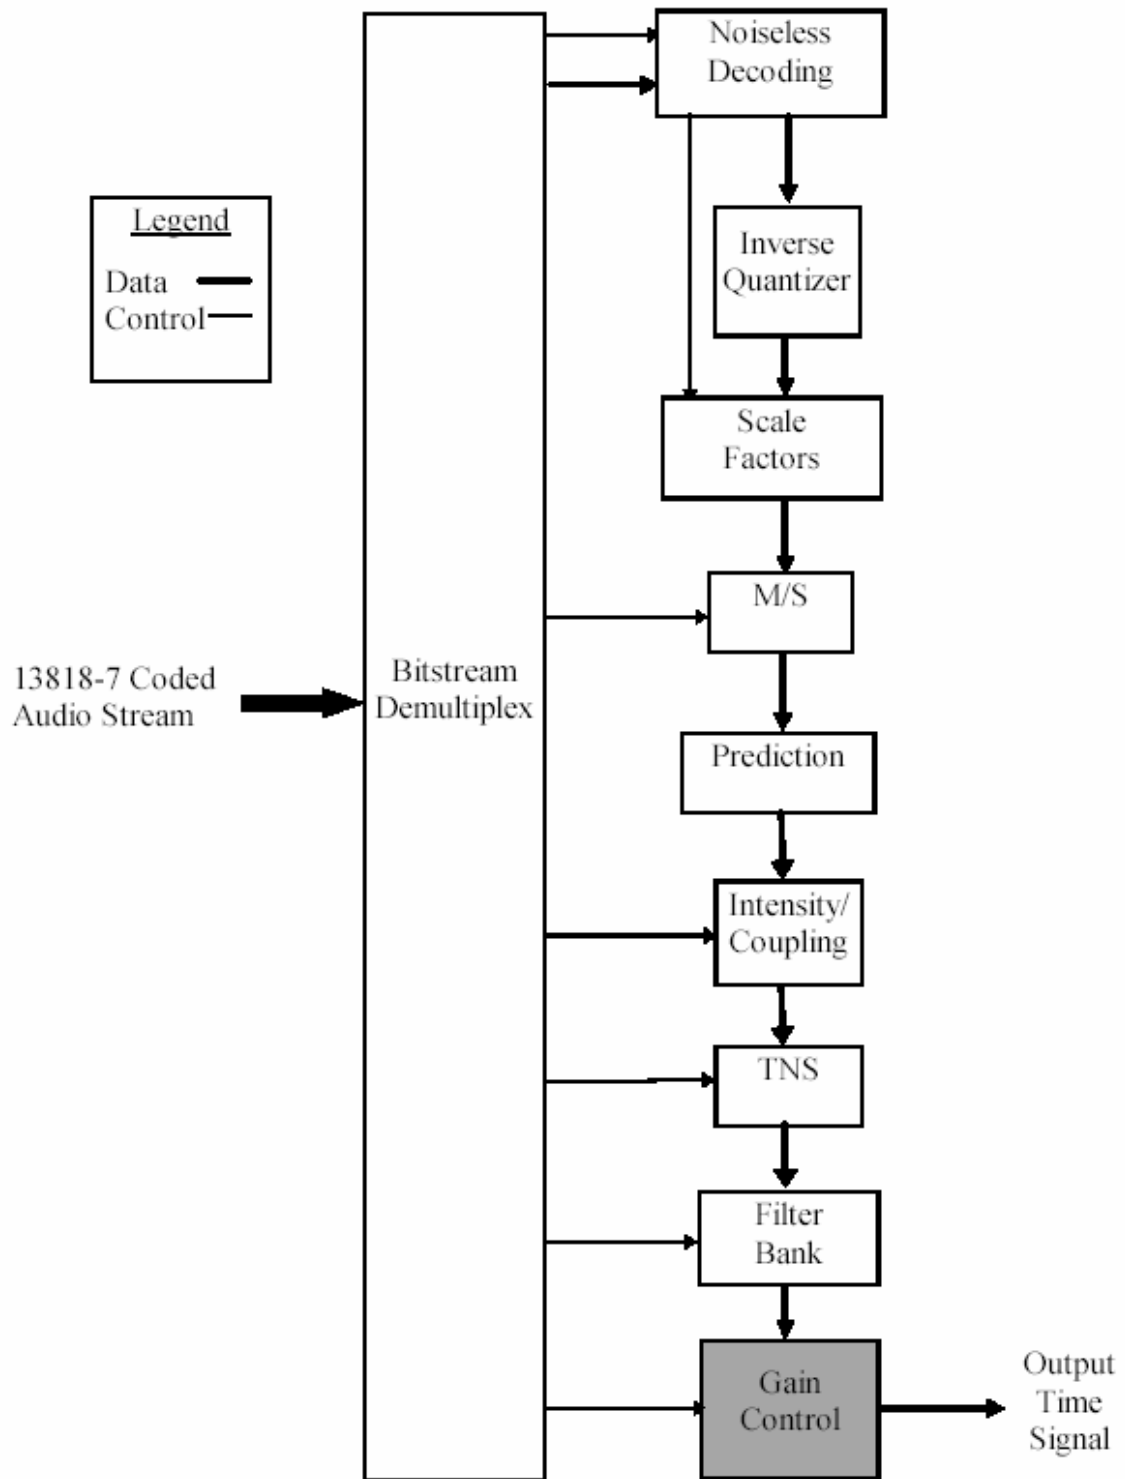 Noiseless
Decoding
Legend
Data
Control
Inverse
Quantizer
Scale
Factors
M/S
13818-7 Coded
Audio Stream
Bitstream
Demultiplex
Prediction
Intensity/
Coupling
TNS
Filter
Bank
Gain
Control
Output
Time
Signal